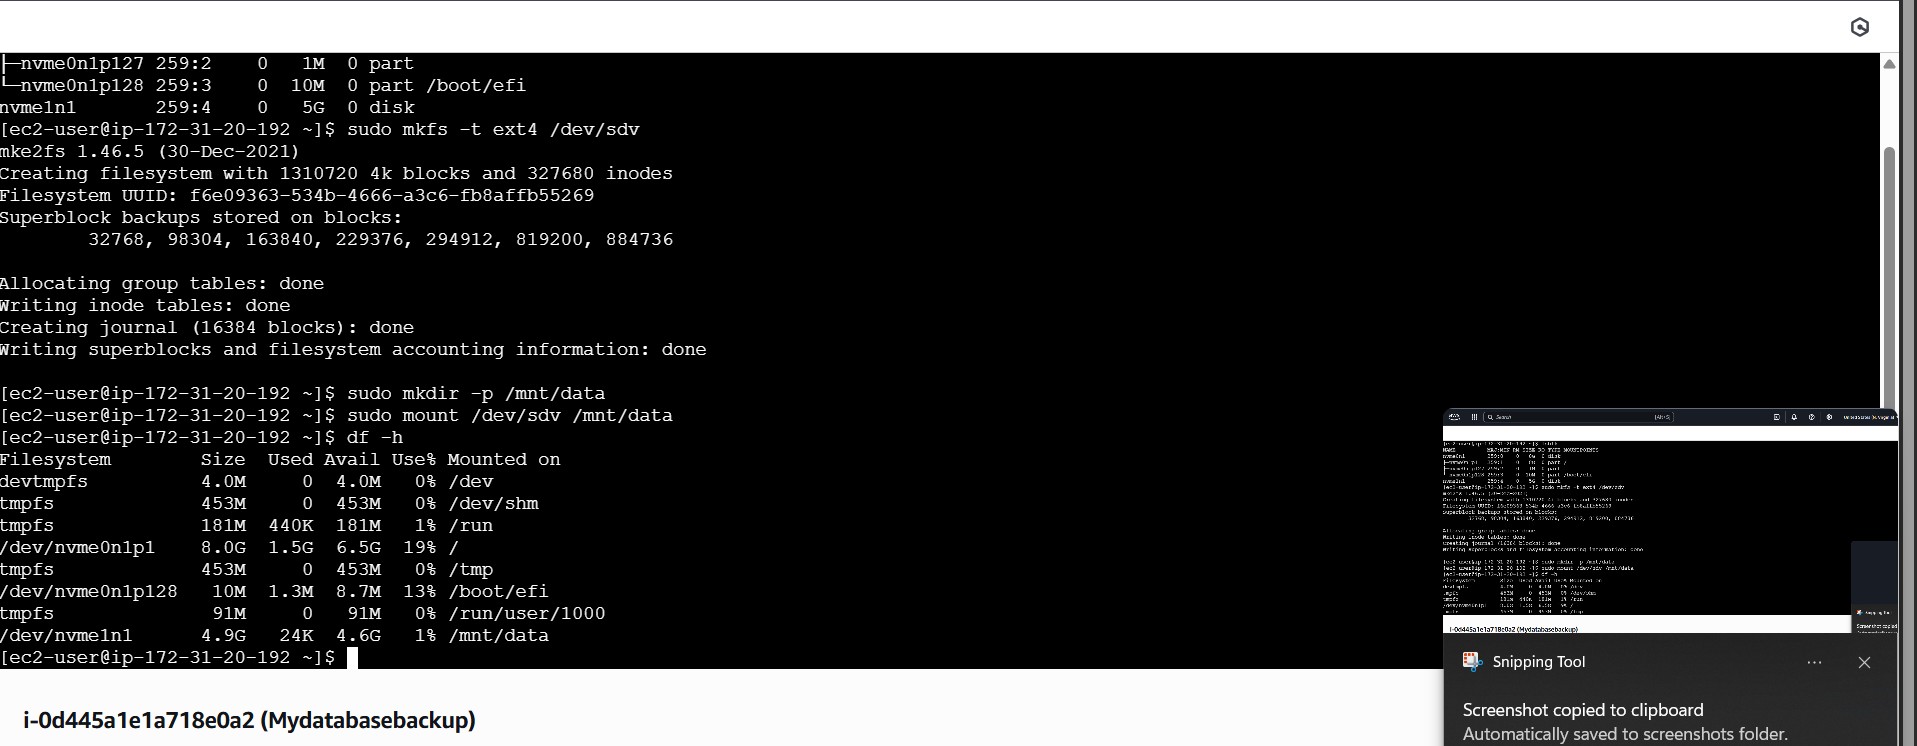 ├─nvme0n1p127 259:2    0   1M  0 part
└─nvme0n1p128 259:3    0  10M  0 part /boot/efi
nvme1n1       259:4    0   5G  0 disk
[ec2-user@ip-172-31-20-192 ~]$ sudo mkfs -t ext4 /dev/sdv
mke2fs 1.46.5 (30-Dec-2021)
Creating filesystem with 1310720 4k blocks and 327680 inodes
Filesystem UUID: f6e09363-534b-4666-a3c6-fb8affb55269
Superblock backups stored on blocks:
        32768, 98304, 163840, 229376, 294912, 819200, 884736
Allocating group tables: done
Writing inode tables: done
Creating journal (16384 blocks): done
Writing superblocks and filesystem accounting information: done
[ec2-user@ip-172-31-20-192 ~]$ sudo mkdir -p /mnt/data
[ec2-user@ip-172-31-20-192 ~]$ sudo mount /dev/sdv /mnt/data
[ec2-user@ip-172-31-20-192 ~]$ df -h
Filesystem        Size  Used Avail Use% Mounted on
devtmpfs          4.0M     0  4.0M   0% /dev
tmpfs             453M     0  453M   0% /dev/shm
tmpfs             181M  440K  181M   1% /run
/dev/nvme0n1p1    8.0G  1.5G  6.5G  19% /
tmpfs             453M     0  453M   0% /tmp
/dev/nvme0n1p128   10M  1.3M  8.7M  13% /boot/efi
tmpfs              91M     0   91M   0% /run/user/1000
/dev/nvme1n1      4.9G   24K  4.6G   1% /mnt/data
[ec2-user@ip-172-31-20-192 ~]$
i-0d445a1e1a718e0a2 (Mydatabasebackup)
i-0d445a1e1a718e0a2 (Mydatabasebackup)
Snipping Tool
Screenshot copied to clipboard
Automatically saved to screenshots folder.